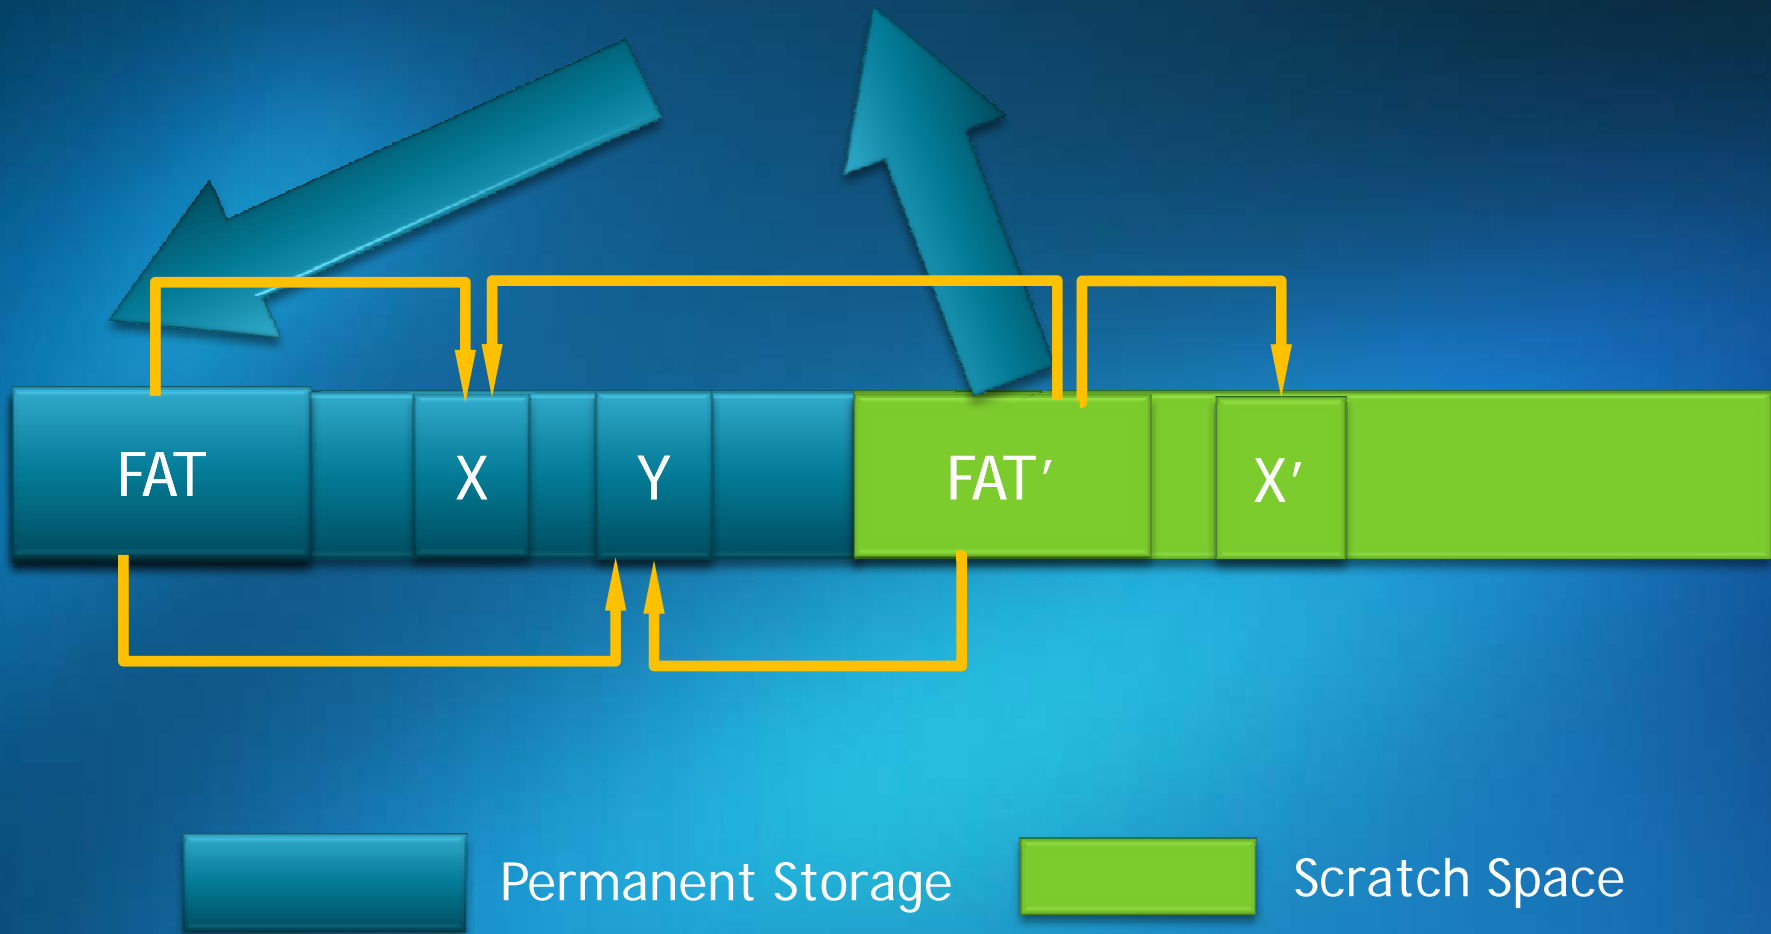 FAT
X
Y
FAT’
X’
Permanent Storage
Scratch Space